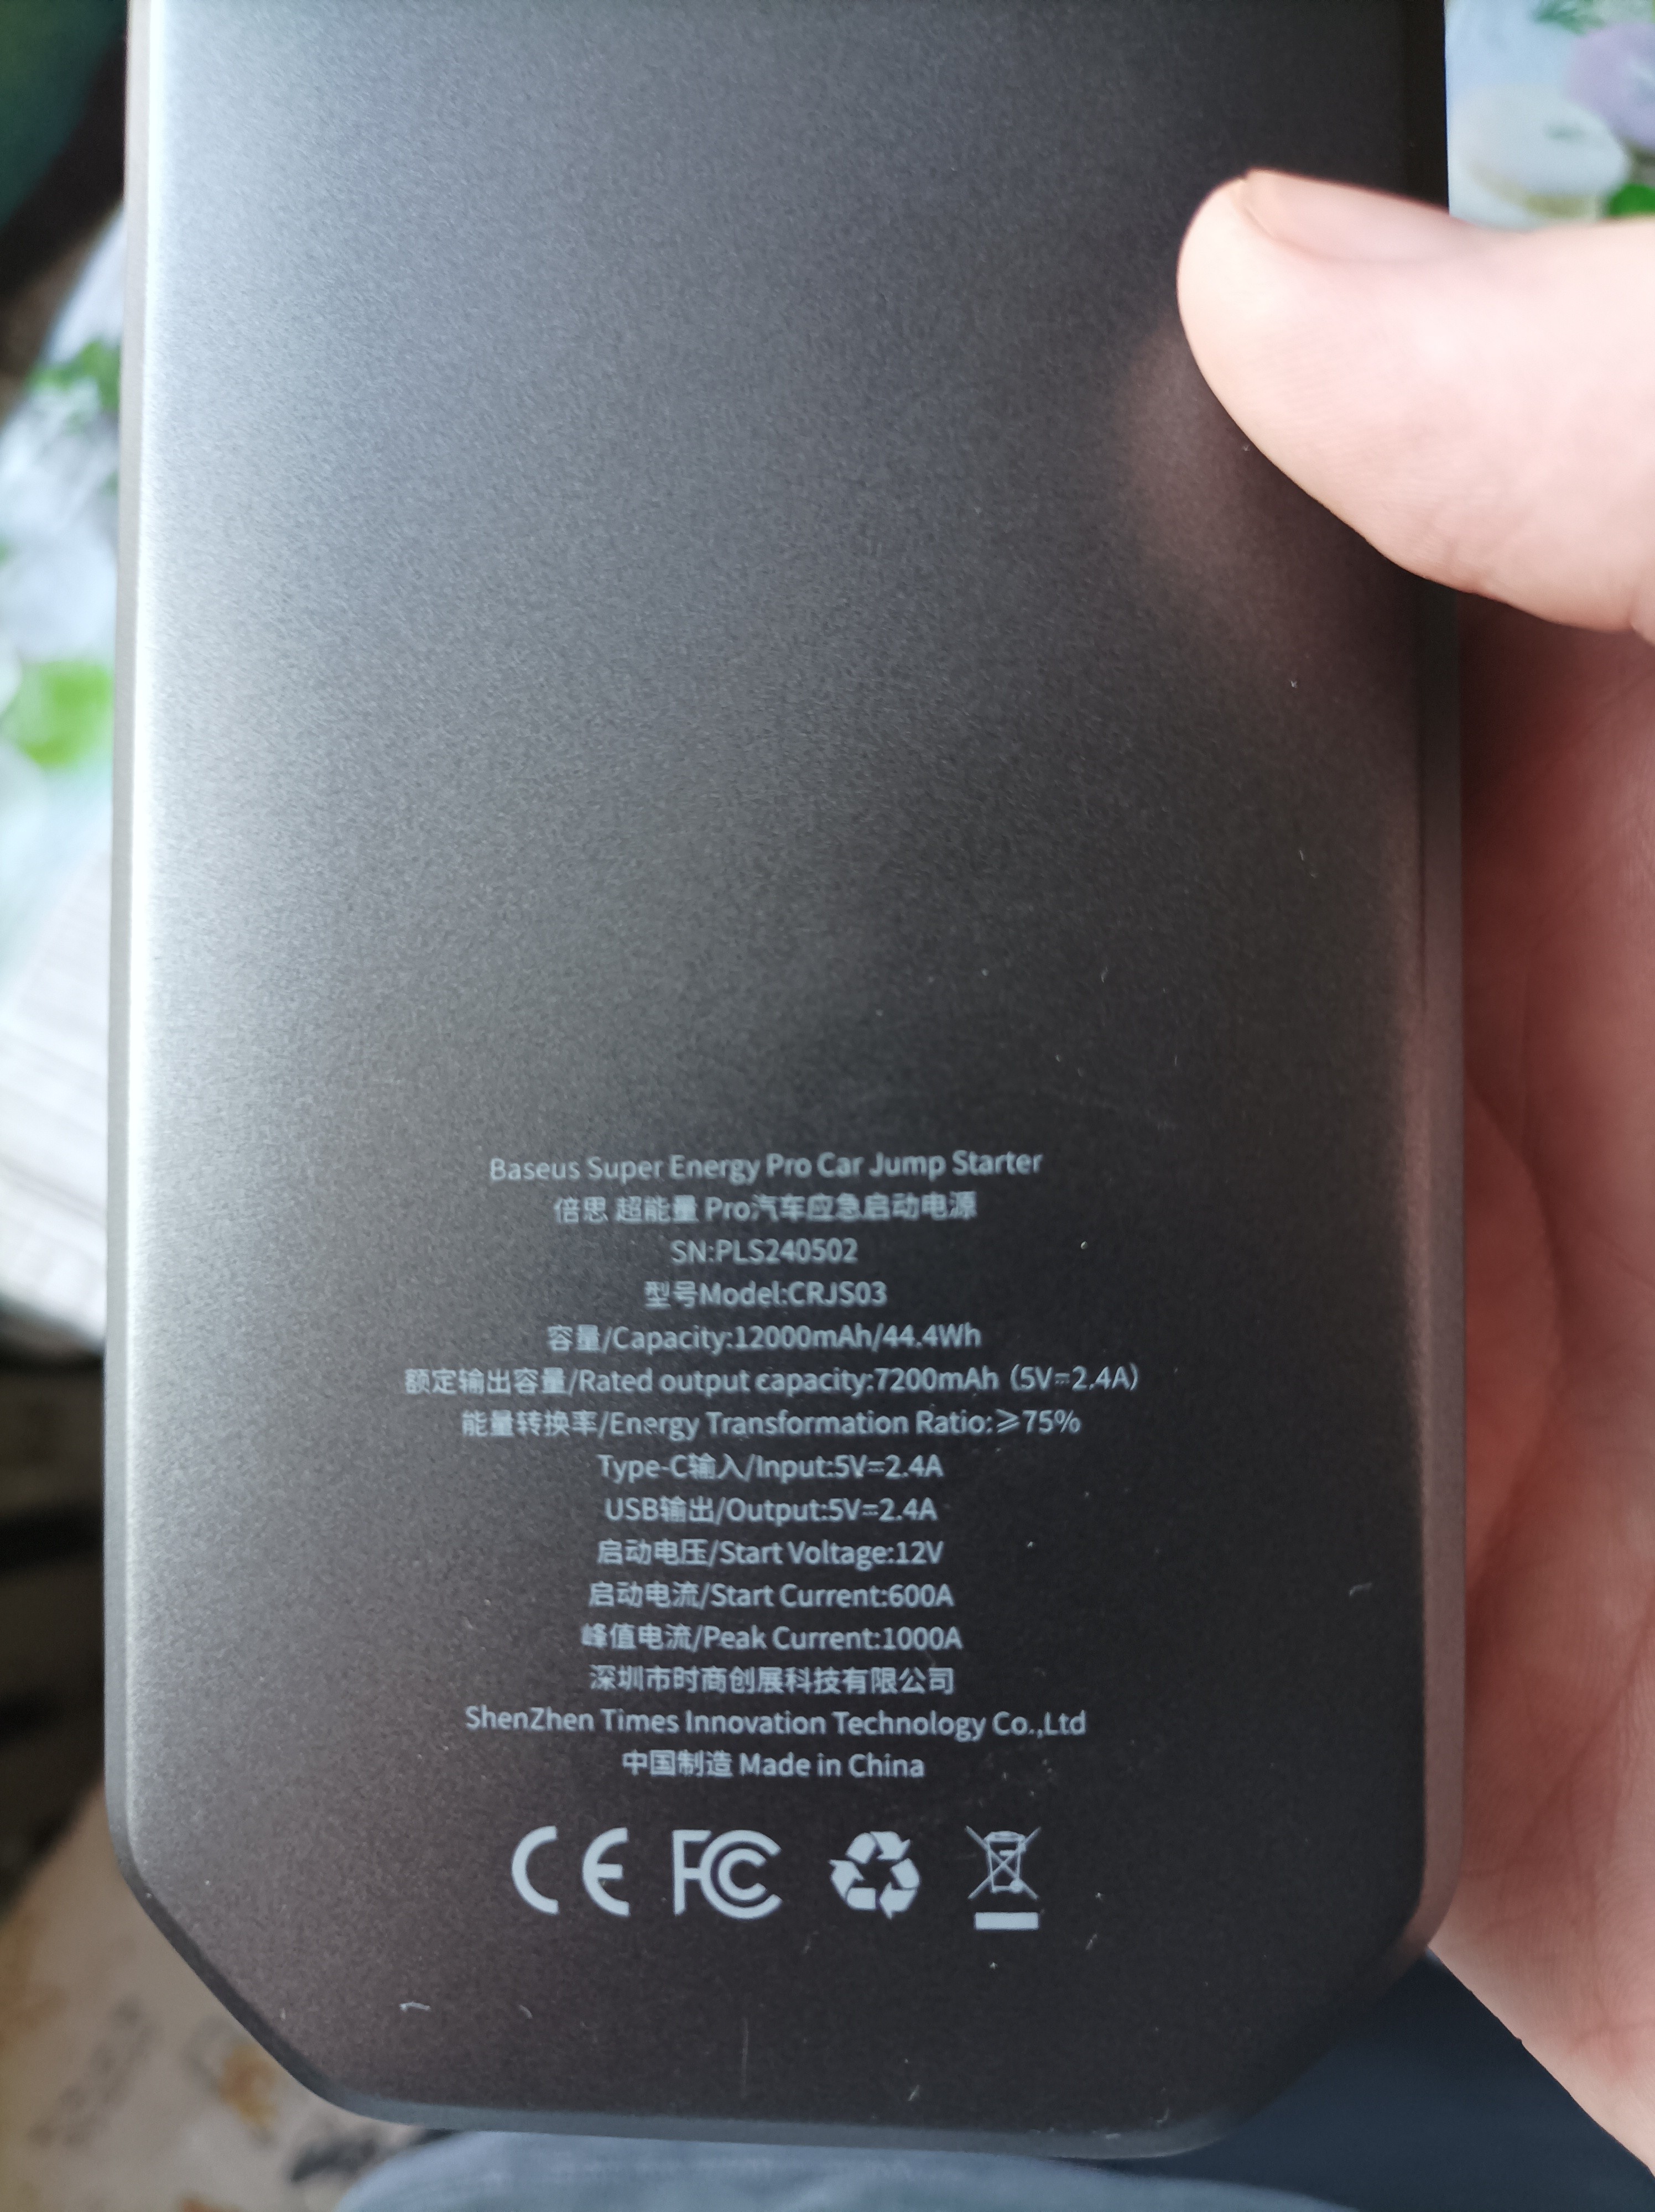 Baseus Super Energy Pro Car Jump Starter
倍思 超能量 Pro汽车应急启动电源
SN:PLS240502
型号Model:CRJS03
容量/Capacity:12000mAh/44.4Wh
额定输出容量/Rated output capacity:7200mAh (5V⎓2.4A)
能量转换率/Energy Transformation Ratio:≥75%
Type-C输入/Input:5V⎓2.4A
USB输出/Output:5V⎓2.4A
启动电压/Start Voltage:12V
启动电流/Start Current:600A
峰值电流/Peak Current:1000A
深圳市时商创展科技有限公司
ShenZhen Times Innovation Technology Co.,Ltd
中国制造 Made in China
CE FC